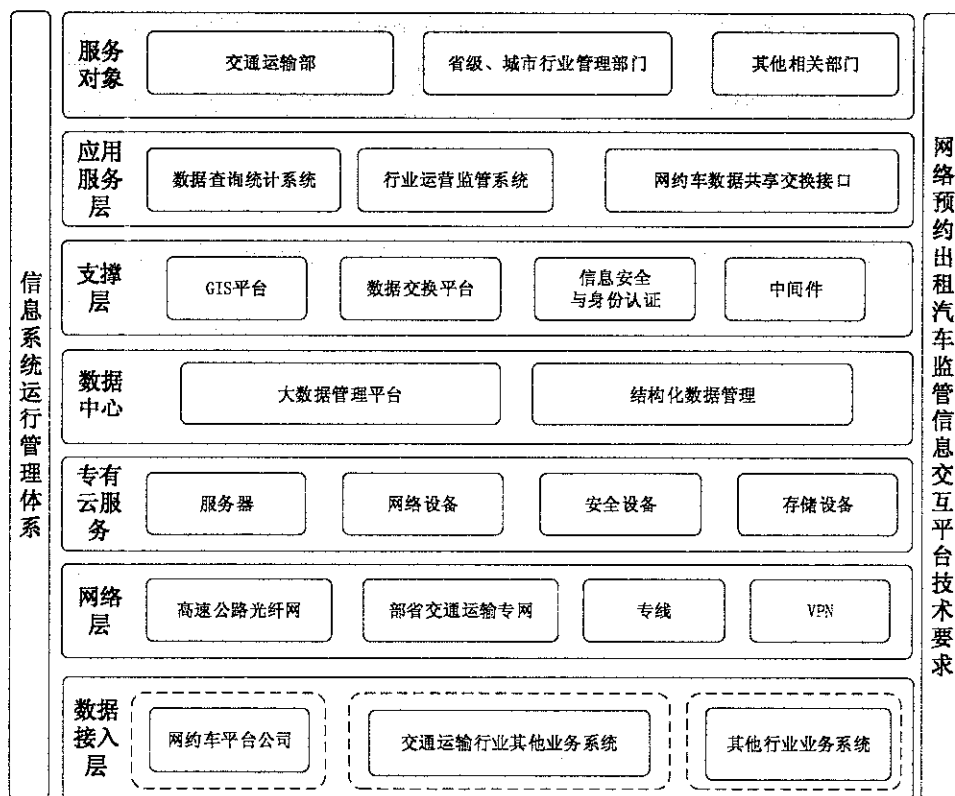 信息系统运行管理体系
服务
对象
交通运输部
省级、城市行业管理部门
其他相关部门
应用
服务
层
数据查询统计系统
行业运营监管系统
网约车数据共享交换接口
支撑
层
GIS平台
数据交换平台
信息安全
与身份认证
中间件
数据
中心
大数据管理平台
结构化数据管理
专有
云服
务
服务器
网络设备
安全设备
存储设备
网络
层
高速公路光纤网
部省交通运输专网
专线
VPN
数据
接入
层
网约车平台公司
交通运输行业其他业务系统
其他行业业务系统
网络预约出租汽车监管信息交互平台技术要求